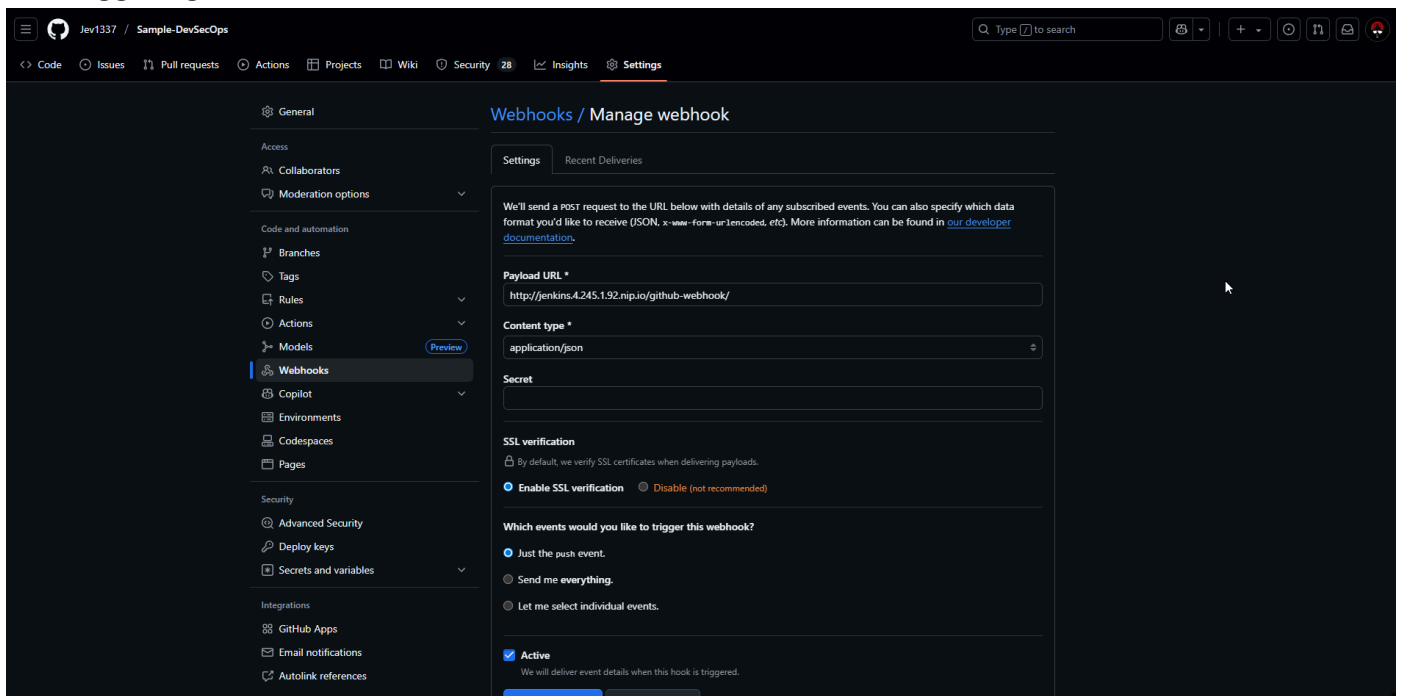 Jev1337 / Sample-DevSecOps
Type / to search
Code Issues Pull requests Actions Projects Wiki Security 28 Insights Settings
General
Access
Collaborators
Moderation options
Code and automation
Branches
Tags
Rules
Actions
Models Preview
Webhooks
Copilot
Environments
Codespaces
Pages
Security
Advanced Security
Deploy keys
Secrets and variables
Integrations
GitHub Apps
Email notifications
Autolink references
Webhooks / Manage webhook
Settings Recent Deliveries
We'll send a POST request to the URL below with details of any subscribed events. You can also specify which data
format you'd like to receive (JSON, x-www-form-urlencoded, etc). More information can be found in our developer
documentation.
Payload URL *
http://jenkins.4.245.1.92.nip.io/github-webhook/
Content type *
application/json
Secret
SSL verification
By default, we verify SSL certificates when delivering payloads.
Enable SSL verification Disable (not recommended)
Which events would you like to trigger this webhook?
Just the push event.
Send me everything.
Let me select individual events.
Active
We will deliver event details when this hook is triggered.